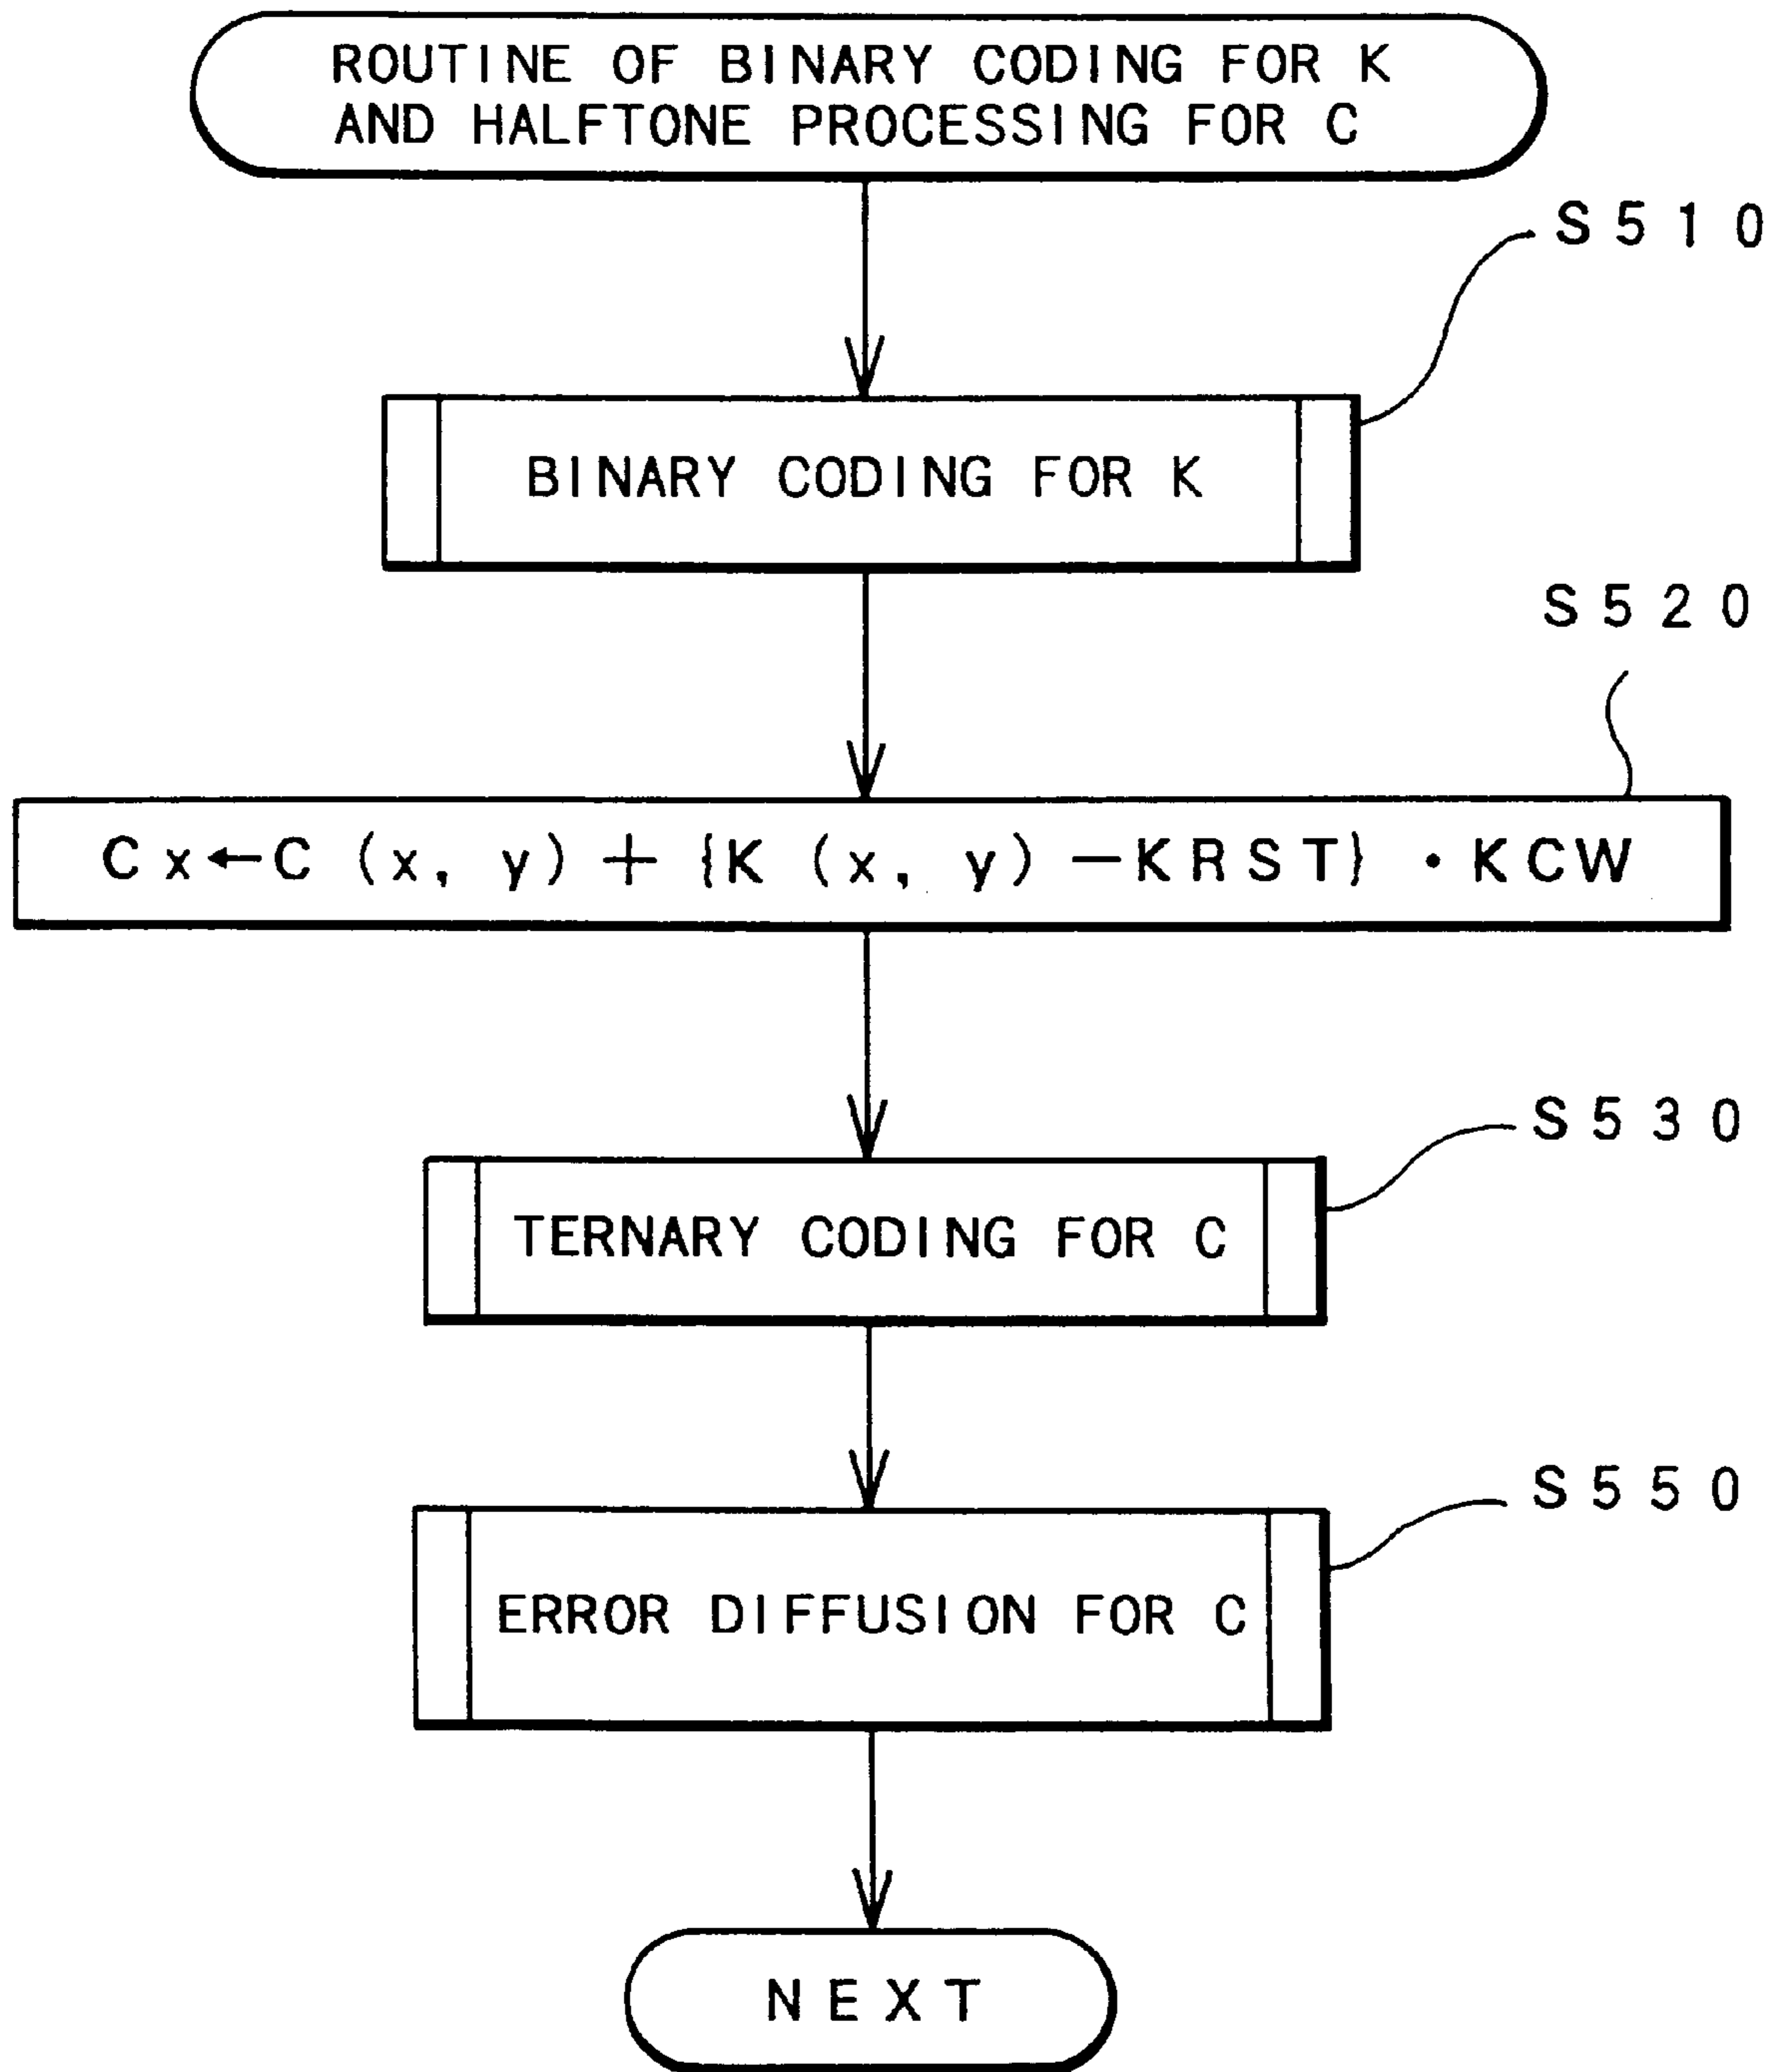 ROUTINE OF BINARY CODING FOR K
AND HALFTONE PROCESSING FOR C
S510
BINARY CODING FOR K
S520
Cx←C (x, y) + {K (x, y) −KRST} • KCW
S530
TERNARY CODING FOR C
S550
ERROR DIFFUSION FOR C
NEXT